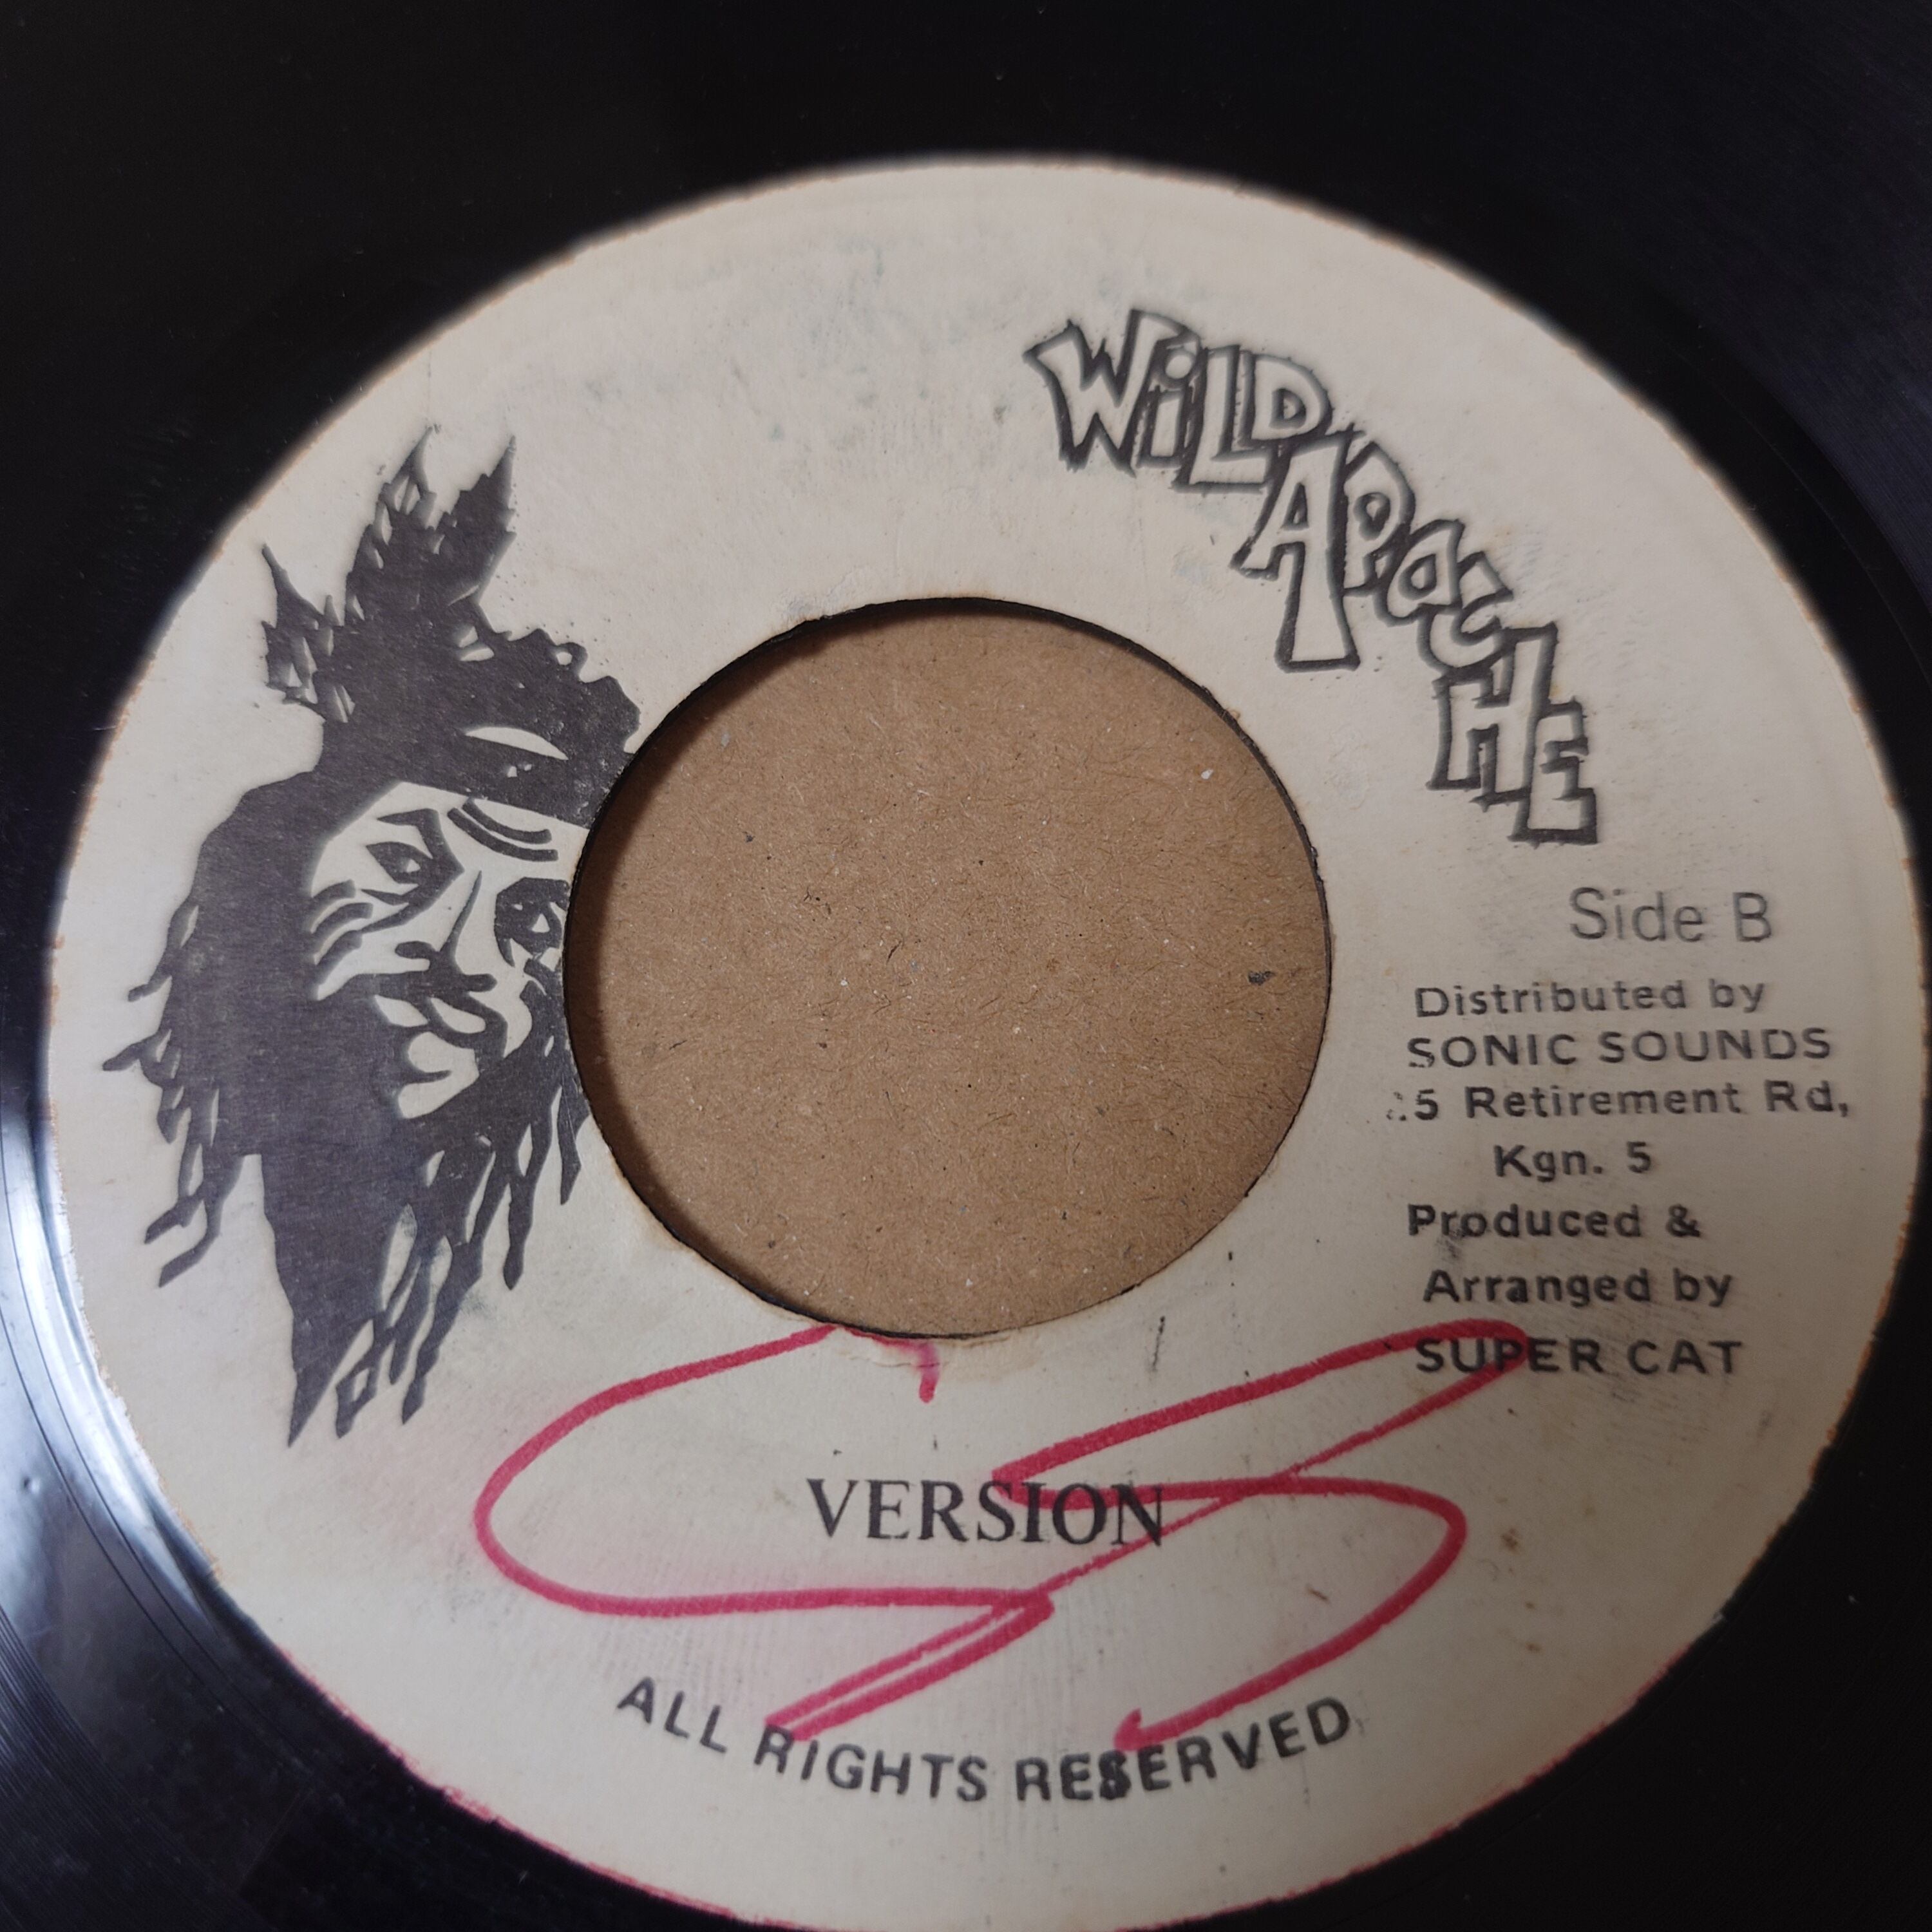 WiLD APACHE
Side B
Distributed by
SONIC SOUNDS
5 Retirement Rd,
Kgn. 5
Produced &
Arranged by
SUPER CAT
VERSION
ALL RIGHTS RESERVED